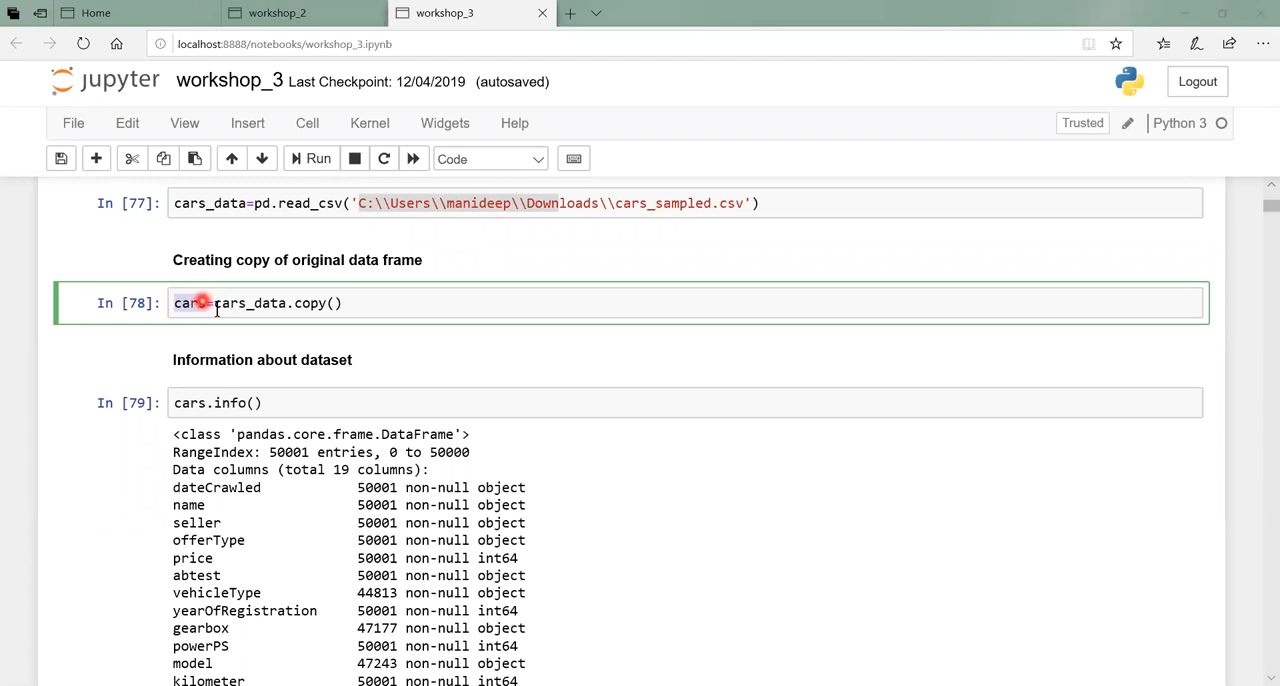 Home workshop_2 workshop_3
localhost:8888/notebooks/workshop_3.ipynb
jupyter workshop_3 Last Checkpoint: 12/04/2019 (autosaved) Logout
File Edit View Insert Cell Kernel Widgets Help Trusted Python 3
Run Code
In [77]: cars_data=pd.read_csv('C:\\Users\\manideep\\Downloads\\cars_sampled.csv')
Creating copy of original data frame
In [78]: cars=cars_data.copy()
Information about dataset
In [79]: cars.info()
<class 'pandas.core.frame.DataFrame'>
RangeIndex: 50001 entries, 0 to 50000
Data columns (total 19 columns):
dateCrawled 50001 non-null object
name 50001 non-null object
seller 50001 non-null object
offerType 50001 non-null object
price 50001 non-null int64
abtest 50001 non-null object
vehicleType 44813 non-null object
yearOfRegistration 50001 non-null int64
gearbox 47177 non-null object
powerPS 50001 non-null int64
model 47243 non-null object
kilometer 50001 non-null int64